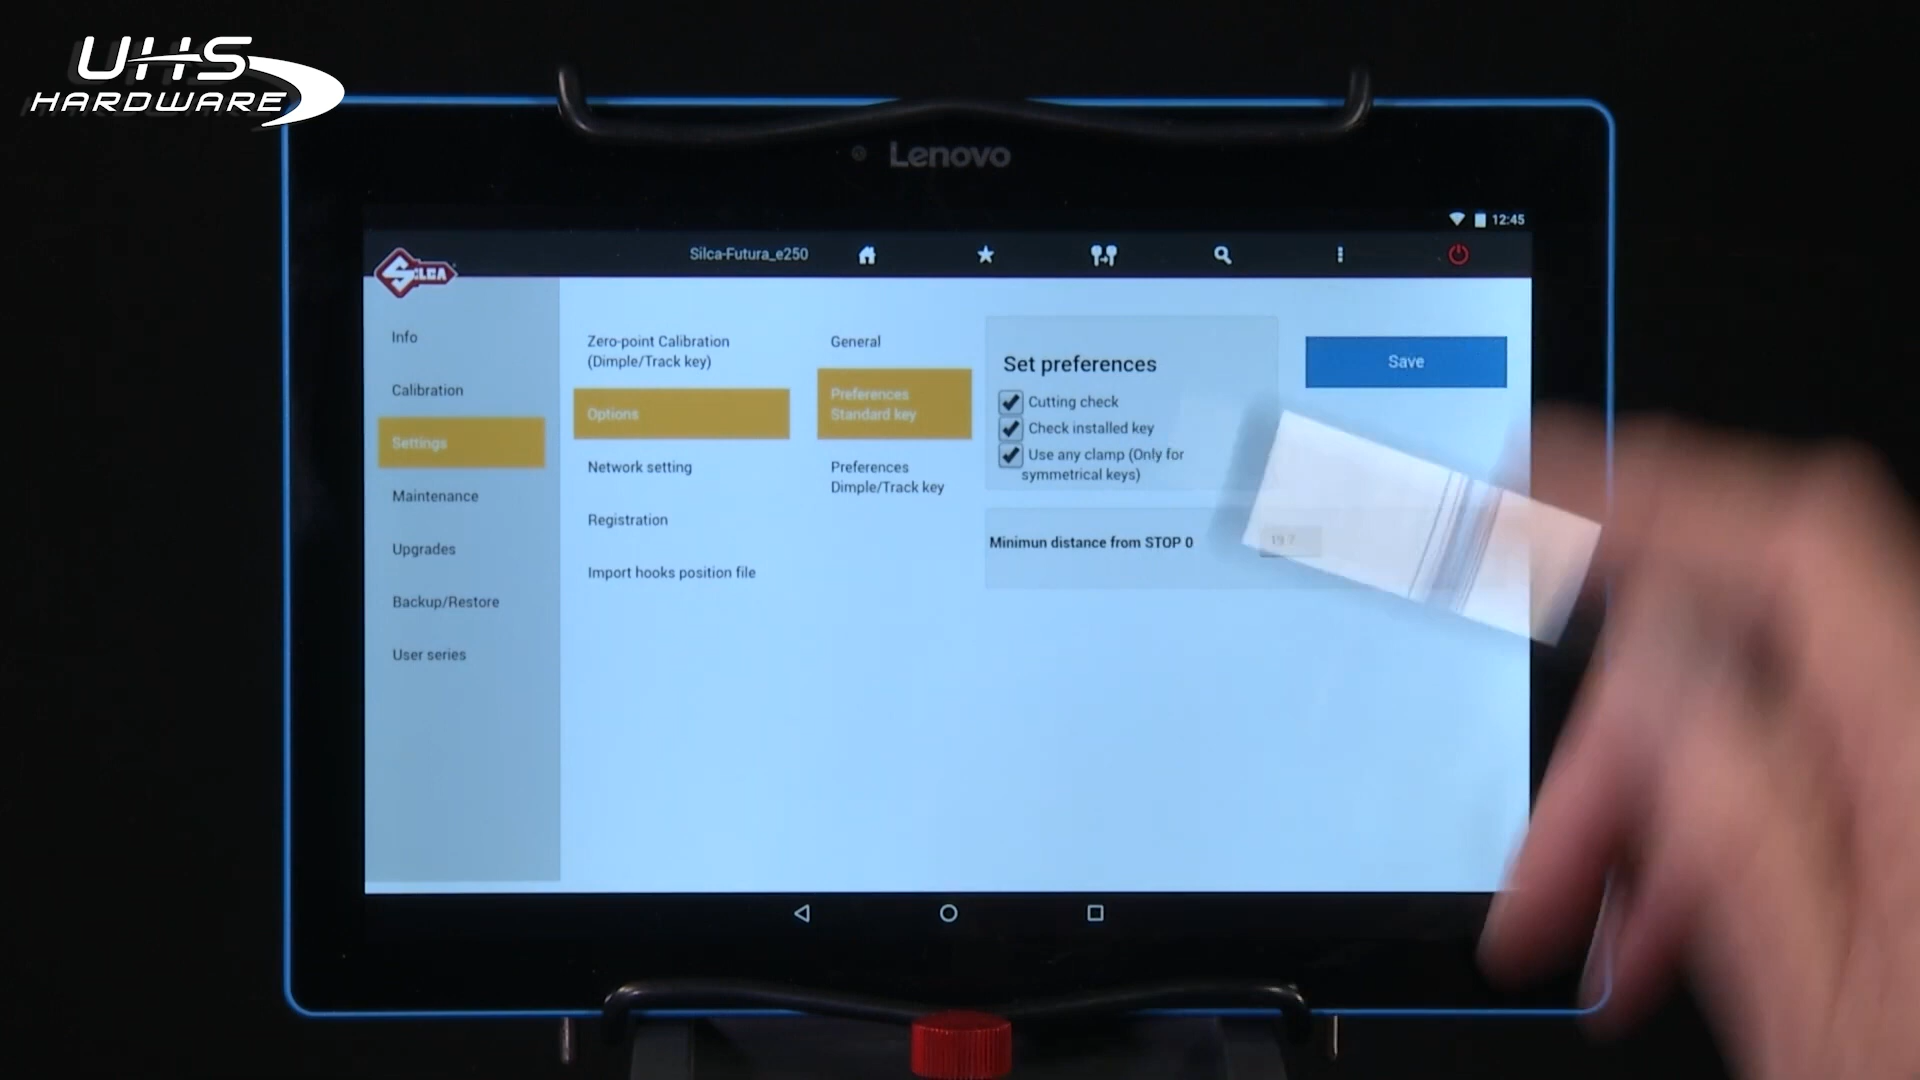 UHS
HARDWARE
Lenovo
12:45
SILCA
Silca-Futura_e250
Info
Calibration
Settings
Maintenance
Upgrades
Backup/Restore
User series
Zero-point Calibration
(Dimple/Track key)
Options
Network setting
Registration
Import hooks position file
General
Preferences
Standard key
Preferences
Dimple/Track key
Set preferences
Cutting check
Check installed key
Use any clamp (Only for
symmetrical keys)
Minimun distance from STOP 0
Save